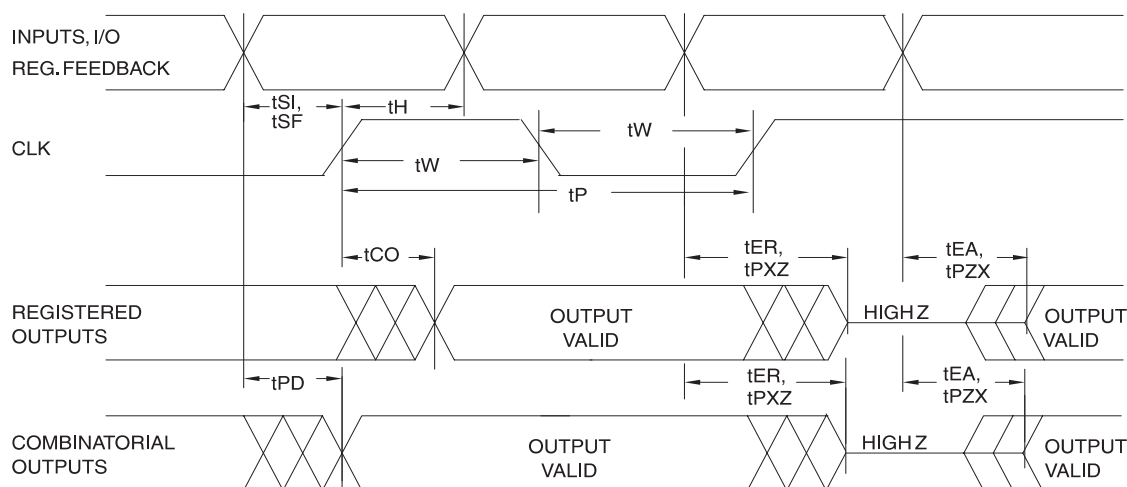 INPUTS, I/O
REG. FEEDBACK
tSI,
tSF
tH
CLK
tW
tW
tP
tCO
tER,
tPXZ
tEA,
tPZX
REGISTERED
OUTPUTS
OUTPUT
VALID
HIGH Z
OUTPUT
VALID
tPD
tER,
tPXZ
tEA,
tPZX
COMBINATORIAL
OUTPUTS
OUTPUT
VALID
HIGH Z
OUTPUT
VALID